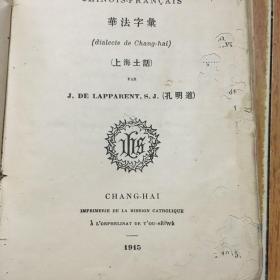 CHINOIS-FRANÇAIS
華法字彙
(dialecte de Chang-hai)
(上海土話)
PAR
J. DE LAPPARENT, S. J. (孔明道)
IHS
CHANG-HAI
IMPRIMERIE DE LA MISSION CATHOLIQUE
À L'ORPHELINAT DE T'OU-SÈ-WÈ
1915